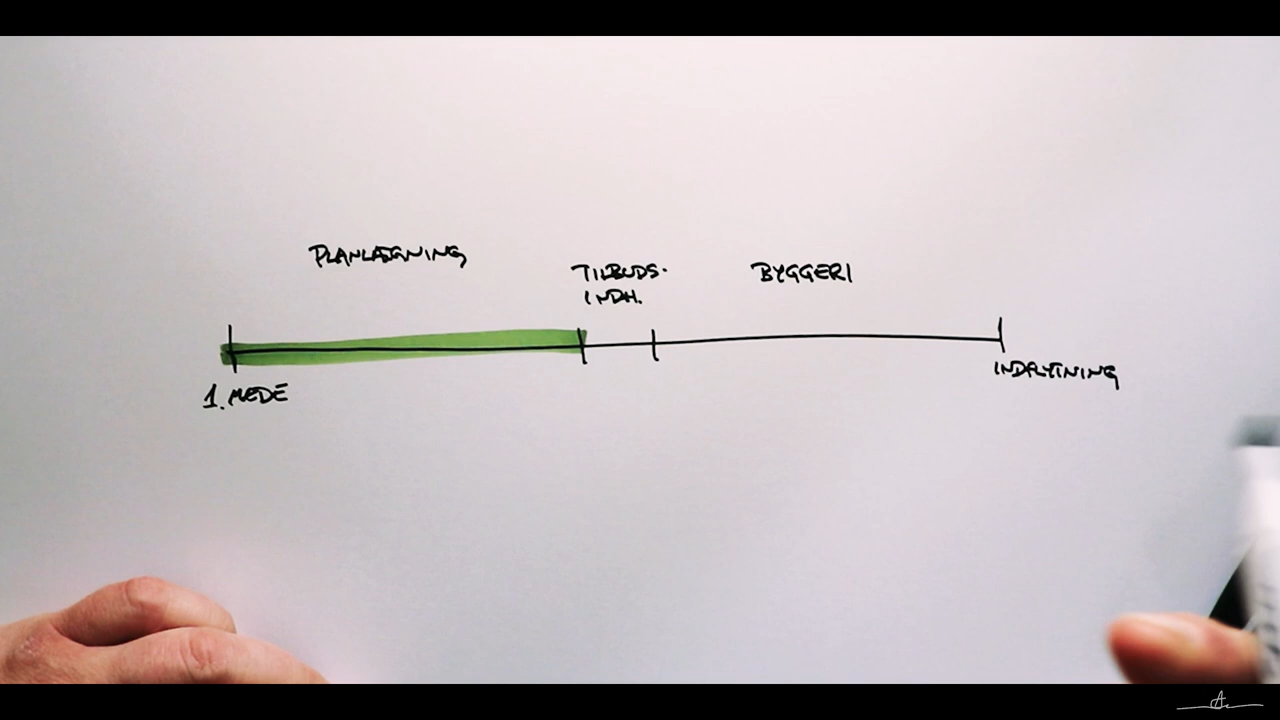 PLANLÆGNING
TILBUDS-
INDH.
BYGGERI
1. MØDE
INDFLYTNING